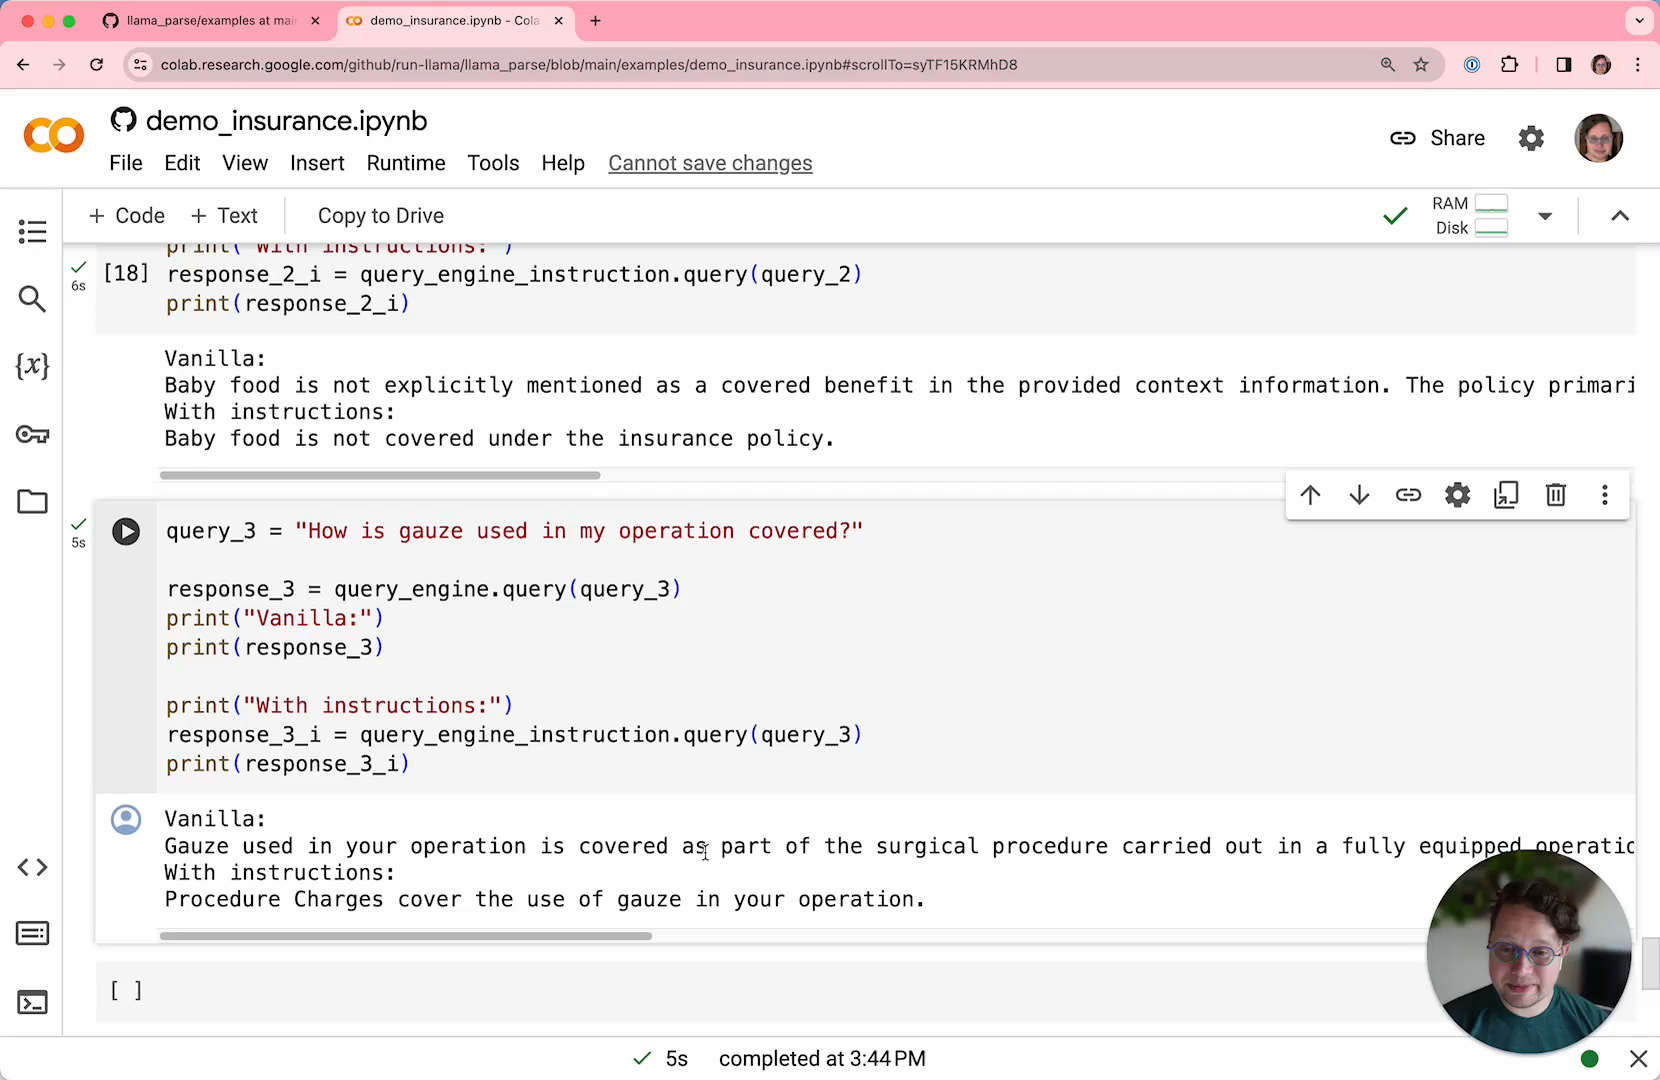 llama_parse/examples at mai
demo_insurance.ipynb - Cola
colab.research.google.com/github/run-llama/llama_parse/blob/main/examples/demo_insurance.ipynb#scrollTo=syTF15KRMhD8
demo_insurance.ipynb
Share
File Edit View Insert Runtime Tools Help Cannot save changes
+ Code + Text Copy to Drive
RAM
Disk
print("With instructions:")
[18] response_2_i = query_engine_instruction.query(query_2)
6s
print(response_2_i)
{x}
Vanilla:
Baby food is not explicitly mentioned as a covered benefit in the provided context information. The policy primari
With instructions:
Baby food is not covered under the insurance policy.
query_3 = "How is gauze used in my operation covered?"
5s
response_3 = query_engine.query(query_3)
print("Vanilla:")
print(response_3)
print("With instructions:")
response_3_i = query_engine_instruction.query(query_3)
print(response_3_i)
Vanilla:
Gauze used in your operation is covered as part of the surgical procedure carried out in a fully equipped operatio
With instructions:
Procedure Charges cover the use of gauze in your operation.
[ ]
5s completed at 3:44 PM